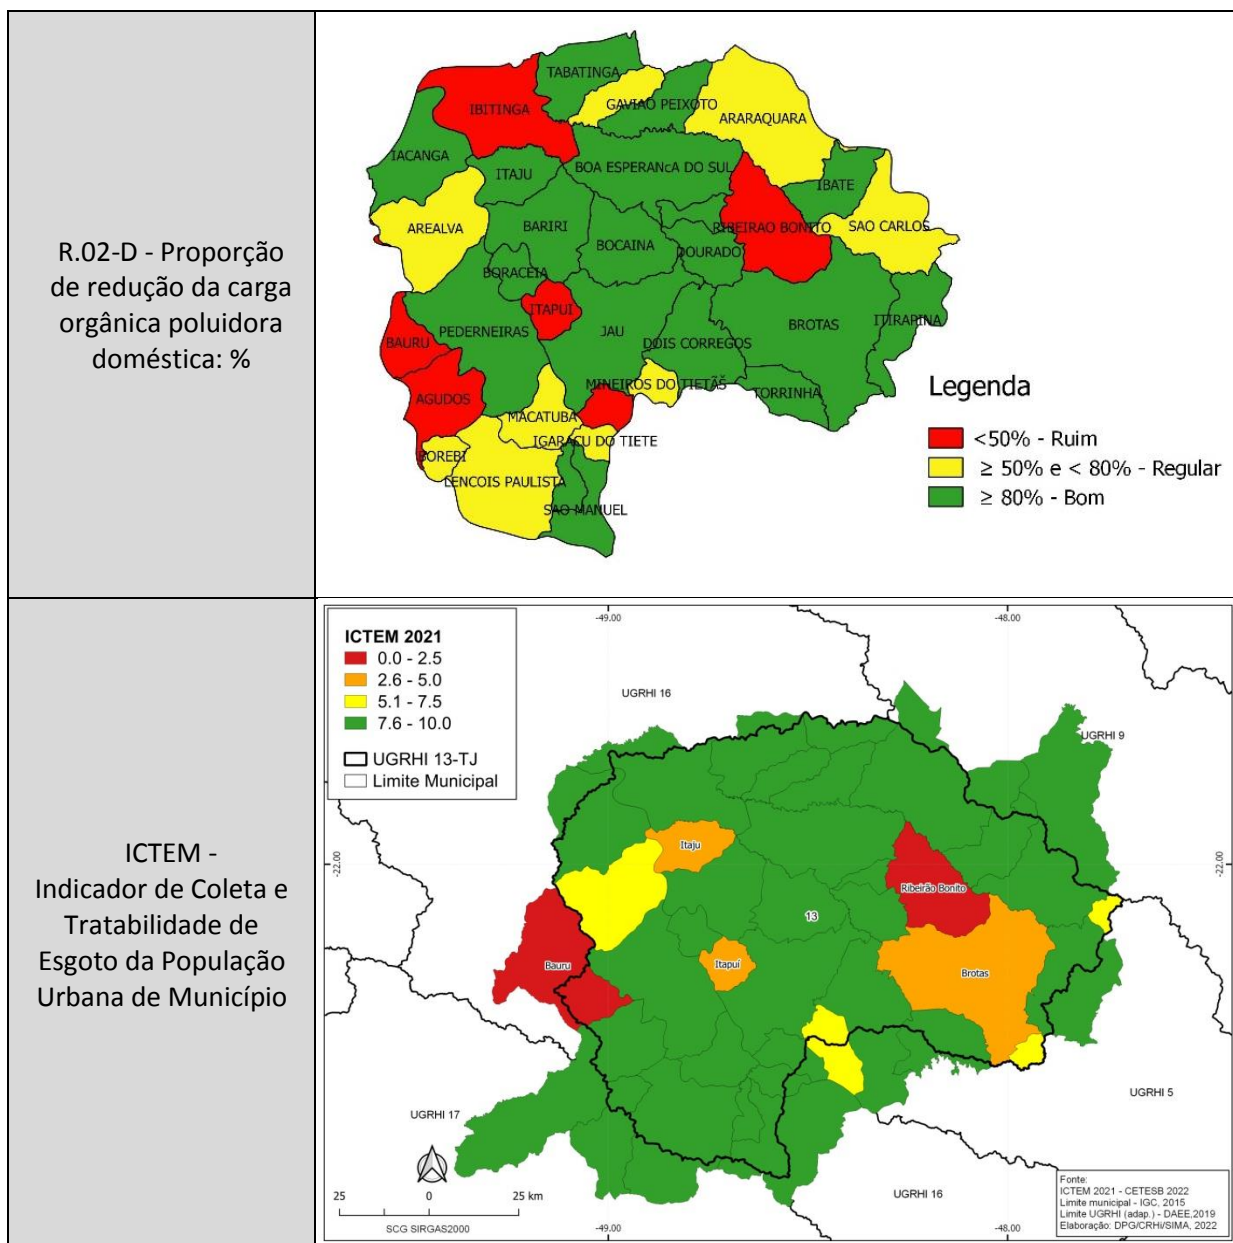 R.02-D - Proporção
de redução da carga
orgânica poluidora
doméstica: %
TABATINGA
IBITINGA
GAVIAO PEIXOTO
ARARAQUARA
IACANGA
ITAJU
BOA ESPERANcA DO SUL
IBATE
AREALVA
BARIRI
BOCAINA
RIBEIRAO BONITO
SAO CARLOS
DOURADO
BORACEIA
ITAPUI
PEDERNEIRAS
JAU
BROTAS
ITIRAPINA
BAURU
DOIS CORREGOS
MINEIROS DO TIETÃŠ
TORRINHA
AGUDOS
MACATUBA
IGARACU DO TIETE
BOREBI
LENCOIS PAULISTA
SAO MANUEL
Legenda
<50% - Ruim
≥ 50% e < 80% - Regular
≥ 80% - Bom
ICTEM -
Indicador de Coleta e
Tratabilidade de
Esgoto da População
Urbana de Município
ICTEM 2021
0.0 - 2.5
2.6 - 5.0
5.1 - 7.5
7.6 - 10.0
UGRHI 13-TJ
Limite Municipal
-49.00
-48.00
UGRHI 16
UGRHI 9
-22.00
-22.00
Itaju
Ribeirão Bonito
13
Bauru
Itapuí
Brotas
UGRHI 5
UGRHI 17
UGRHI 16
25 0 25 km
SCG SIRGAS2000
-49.00
-48.00
Fonte:
ICTEM 2021 - CETESB 2022
Limite municipal - IGC, 2015
Limite UGRHI (adap.) - DAEE,2019
Elaboração: DPG/CRHi/SIMA, 2022